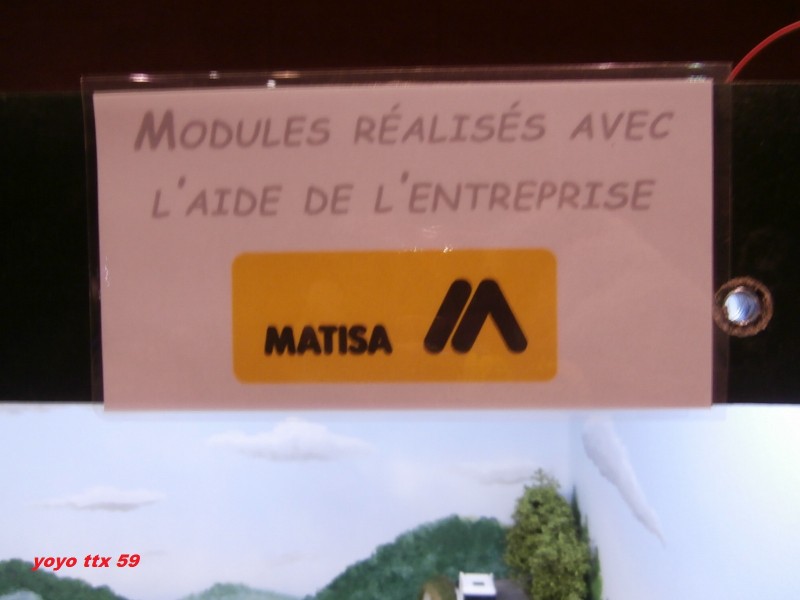 MODULES RÉALISÉS AVEC
L'AIDE DE L'ENTREPRISE
MATISA
yoyo ttx 59